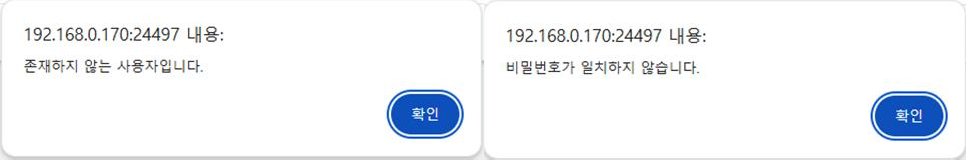 192.168.0.170:24497 내용:
존재하지 않는 사용자입니다.
확인
192.168.0.170:24497 내용:
비밀번호가 일치하지 않습니다.
확인